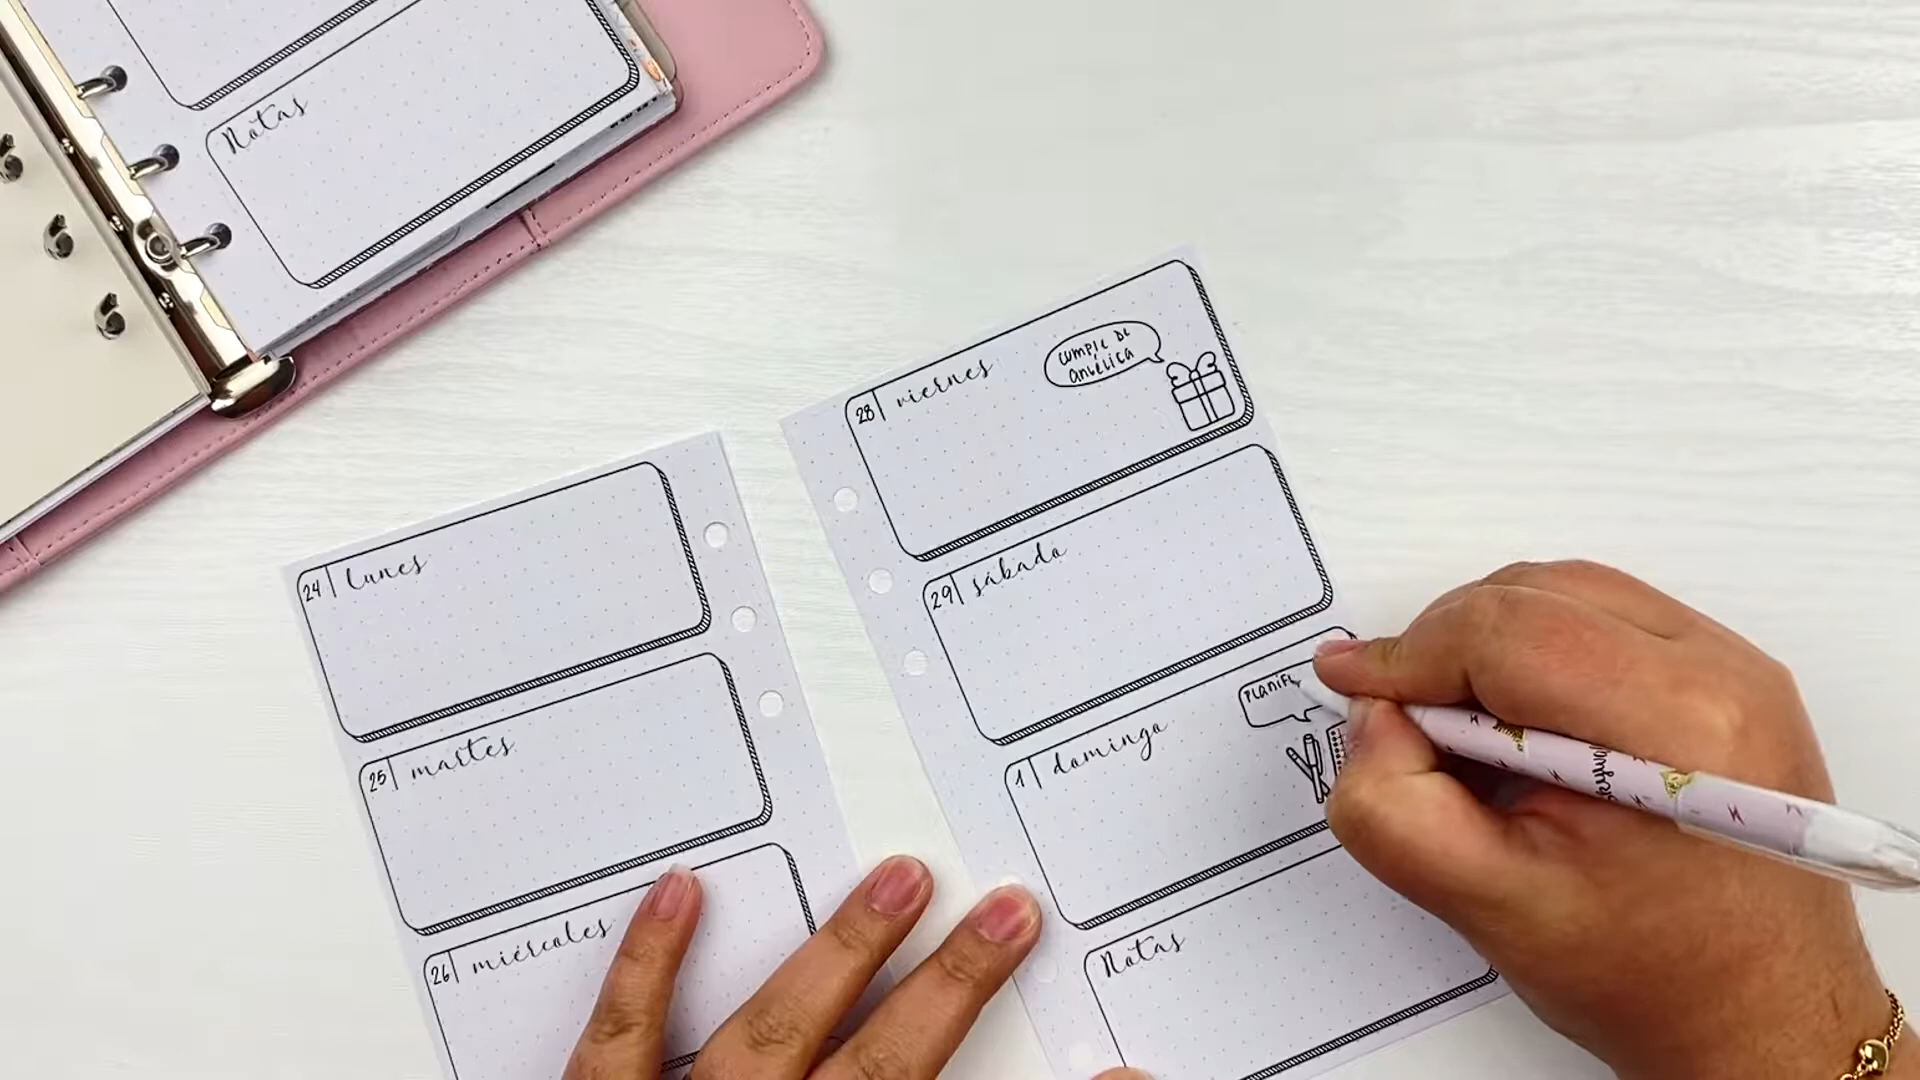 Notas
24 lunes
25 martes
26 miércoles
28 viernes
cumple de
angélica
29 sábado
1 domingo
Notas